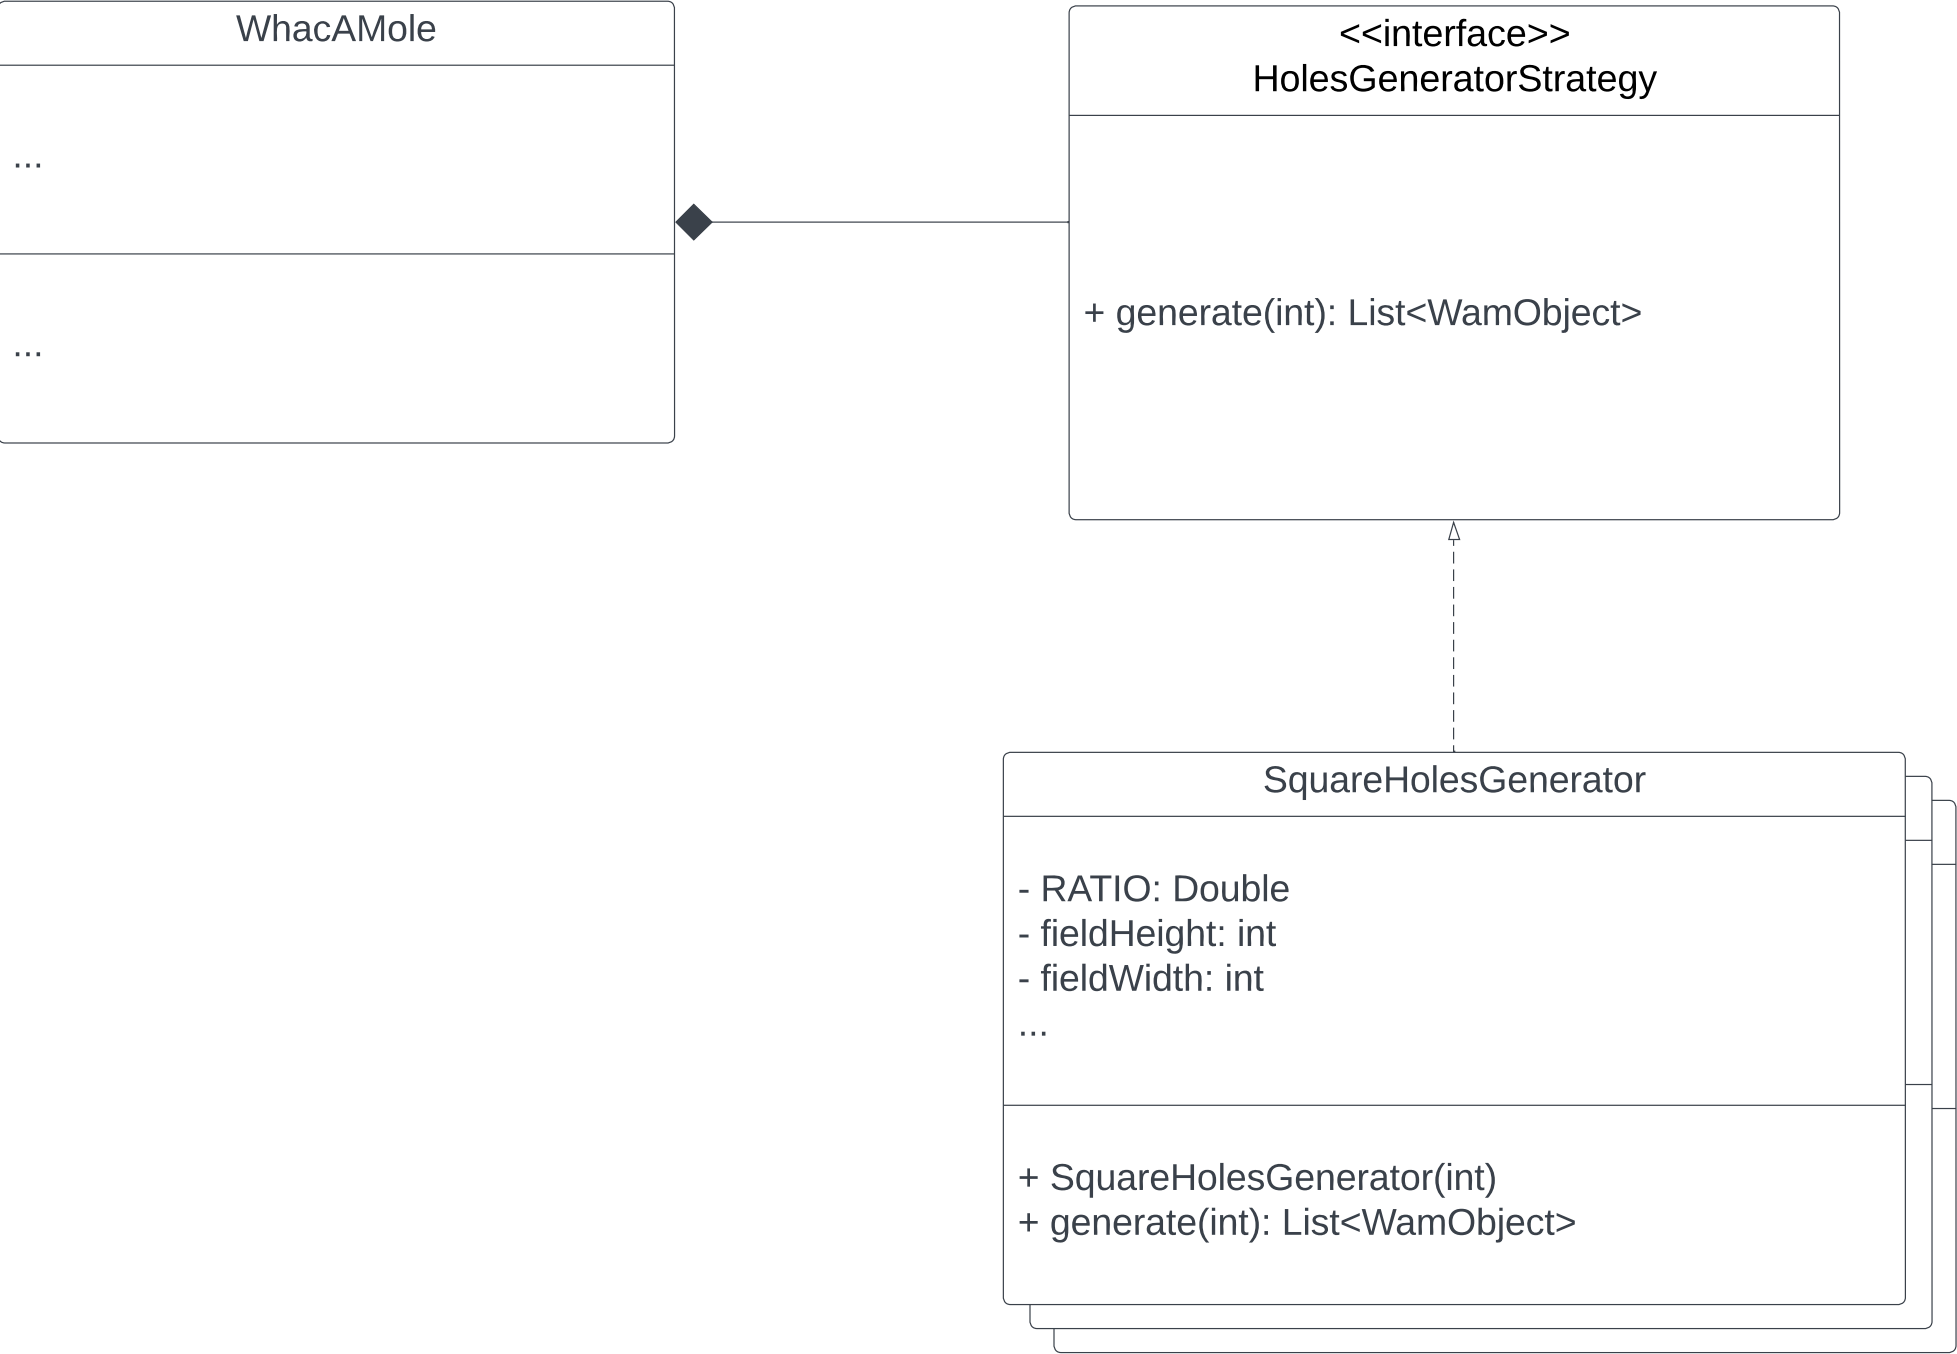 WhacAMole
...
...
<<interface>>
HolesGeneratorStrategy
+ generate(int): List<WamObject>
SquareHolesGenerator
- RATIO: Double
- fieldHeight: int
- fieldWidth: int
...
+ SquareHolesGenerator(int)
+ generate(int): List<WamObject>